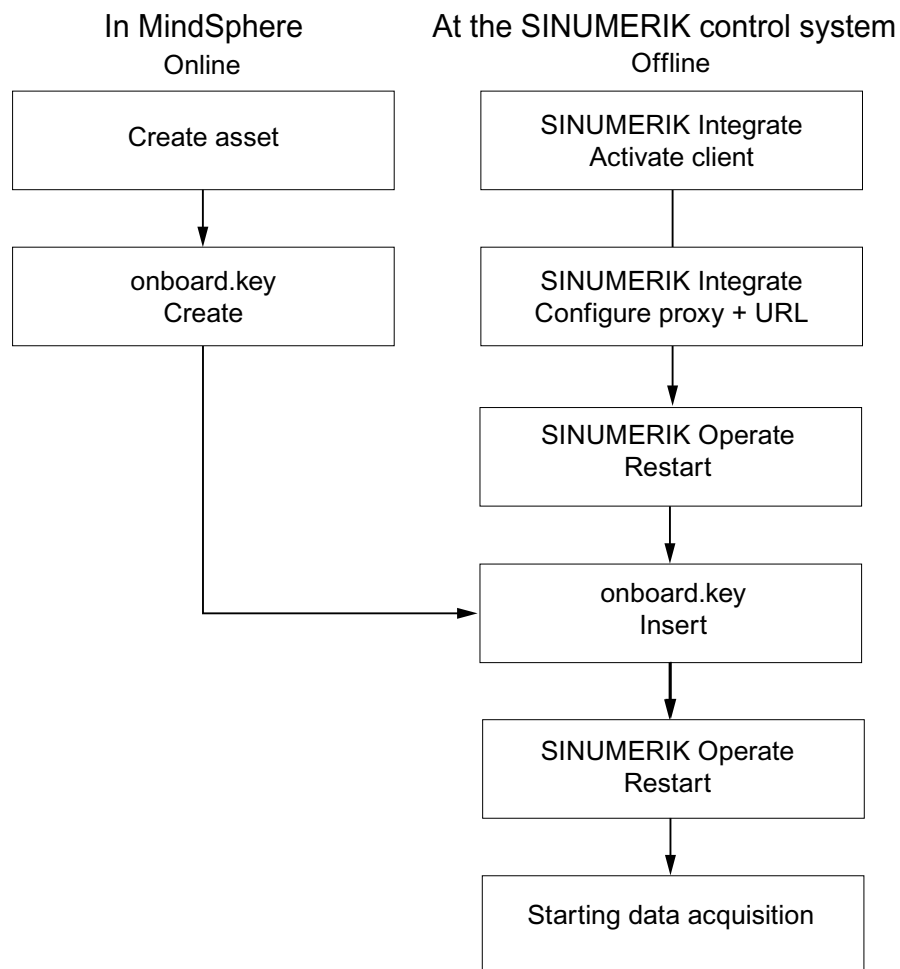 In MindSphere
Online
Create asset
onboard.key
Create
At the SINUMERIK control system
Offline
SINUMERIK Integrate
Activate client
SINUMERIK Integrate
Configure proxy + URL
SINUMERIK Operate
Restart
onboard.key
Insert
SINUMERIK Operate
Restart
Starting data acquisition